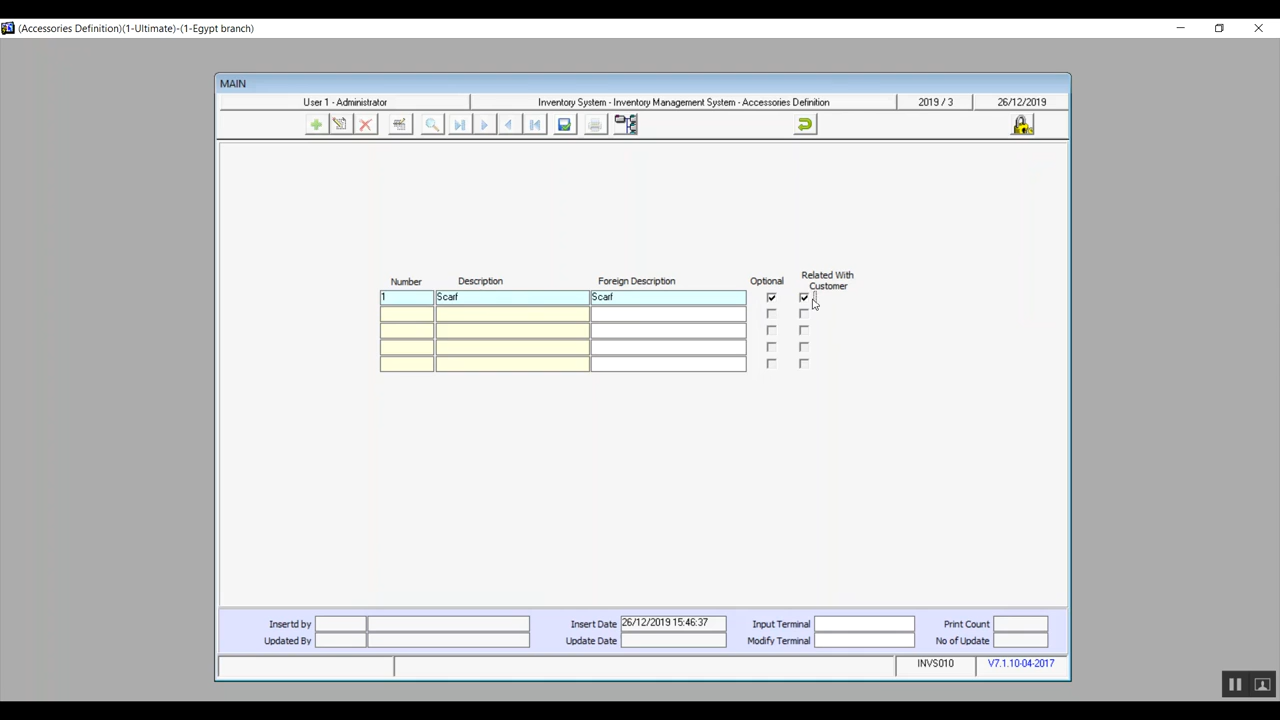 (Accessories Definition)(1-Ultimate)-(1-Egypt branch)
MAIN
User 1 - Administrator
Inventory System - Inventory Management System - Accessories Definition
2019 / 3
26/12/2019
Number
Description
Foreign Description
Optional
Related With
Customer
1
Scarf
Scarf
Insertd by
Insert Date
26/12/2019 15:46:37
Input Terminal
Print Count
Updated By
Update Date
Modify Terminal
No of Update
INVS010
V7.1.10-04-2017